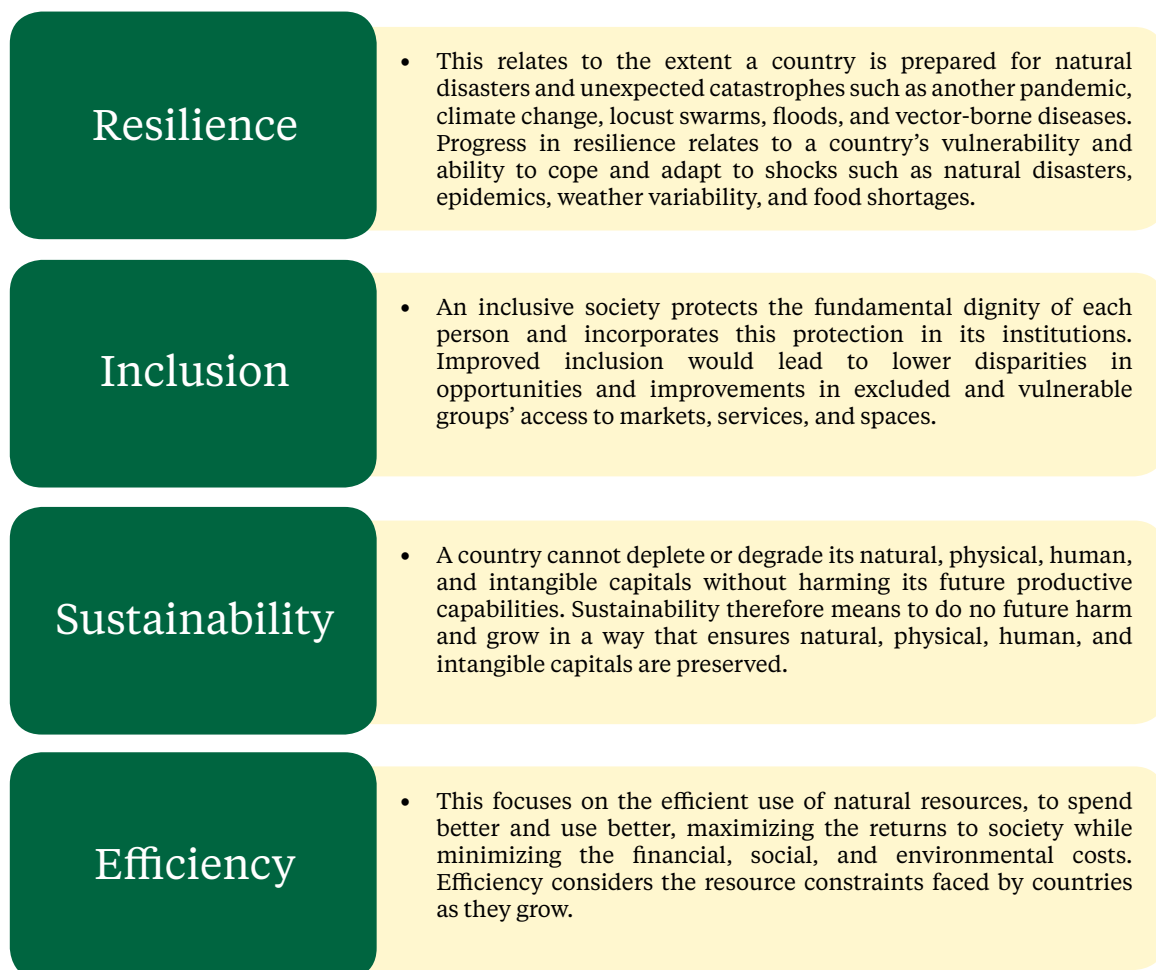 Resilience
• This relates to the extent a country is prepared for natural
disasters and unexpected catastrophes such as another pandemic,
climate change, locust swarms, floods, and vector-borne diseases.
Progress in resilience relates to a country’s vulnerability and
ability to cope and adapt to shocks such as natural disasters,
epidemics, weather variability, and food shortages.
Inclusion
• An inclusive society protects the fundamental dignity of each
person and incorporates this protection in its institutions.
Improved inclusion would lead to lower disparities in
opportunities and improvements in excluded and vulnerable
groups’ access to markets, services, and spaces.
Sustainability
• A country cannot deplete or degrade its natural, physical, human,
and intangible capitals without harming its future productive
capabilities. Sustainability therefore means to do no future harm
and grow in a way that ensures natural, physical, human, and
intangible capitals are preserved.
Efficiency
• This focuses on the efficient use of natural resources, to spend
better and use better, maximizing the returns to society while
minimizing the financial, social, and environmental costs.
Efficiency considers the resource constraints faced by countries
as they grow.